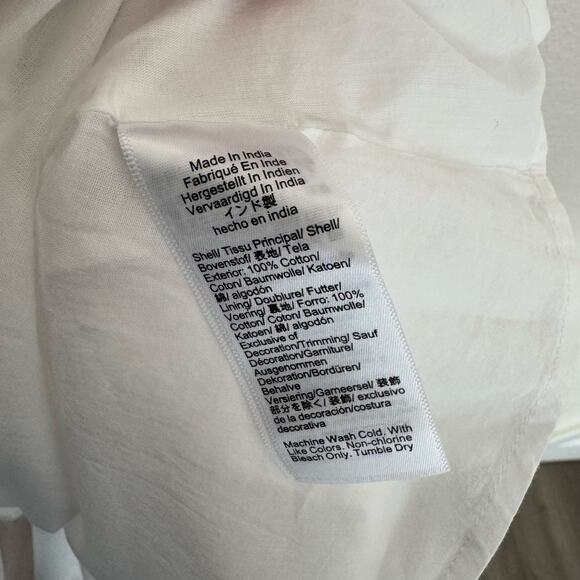 Made In India
Fabriqué En Inde
Hergestellt In Indien
Vervaardigd In India
インド製
hecho en india
Shell/ Tissu Principal/ Shell/
Bovenstof/ 表地/ Tela
Exterior: 100% Cotton/
Coton/ Baumwolle/ Katoen/
綿/ algodón
Lining/ Doublure/ Futter/
Voering/ 裏地/ Forro: 100%
Cotton/ Coton/ Baumwolle/
Katoen/ 綿/ algodón
Exclusive of
Decoration/Trimming/ Sauf
Décoration/Garniture/
Ausgenommen
Dekoration/Bordüren/
Behalve
Versiering/Garneersel/ 装飾
部分を除く/ 装飾/ exclusivo
de la decoración/costura
decorativa
Machine Wash Cold. With
Like Colors. Non-chlorine
Bleach Only. Tumble Dry